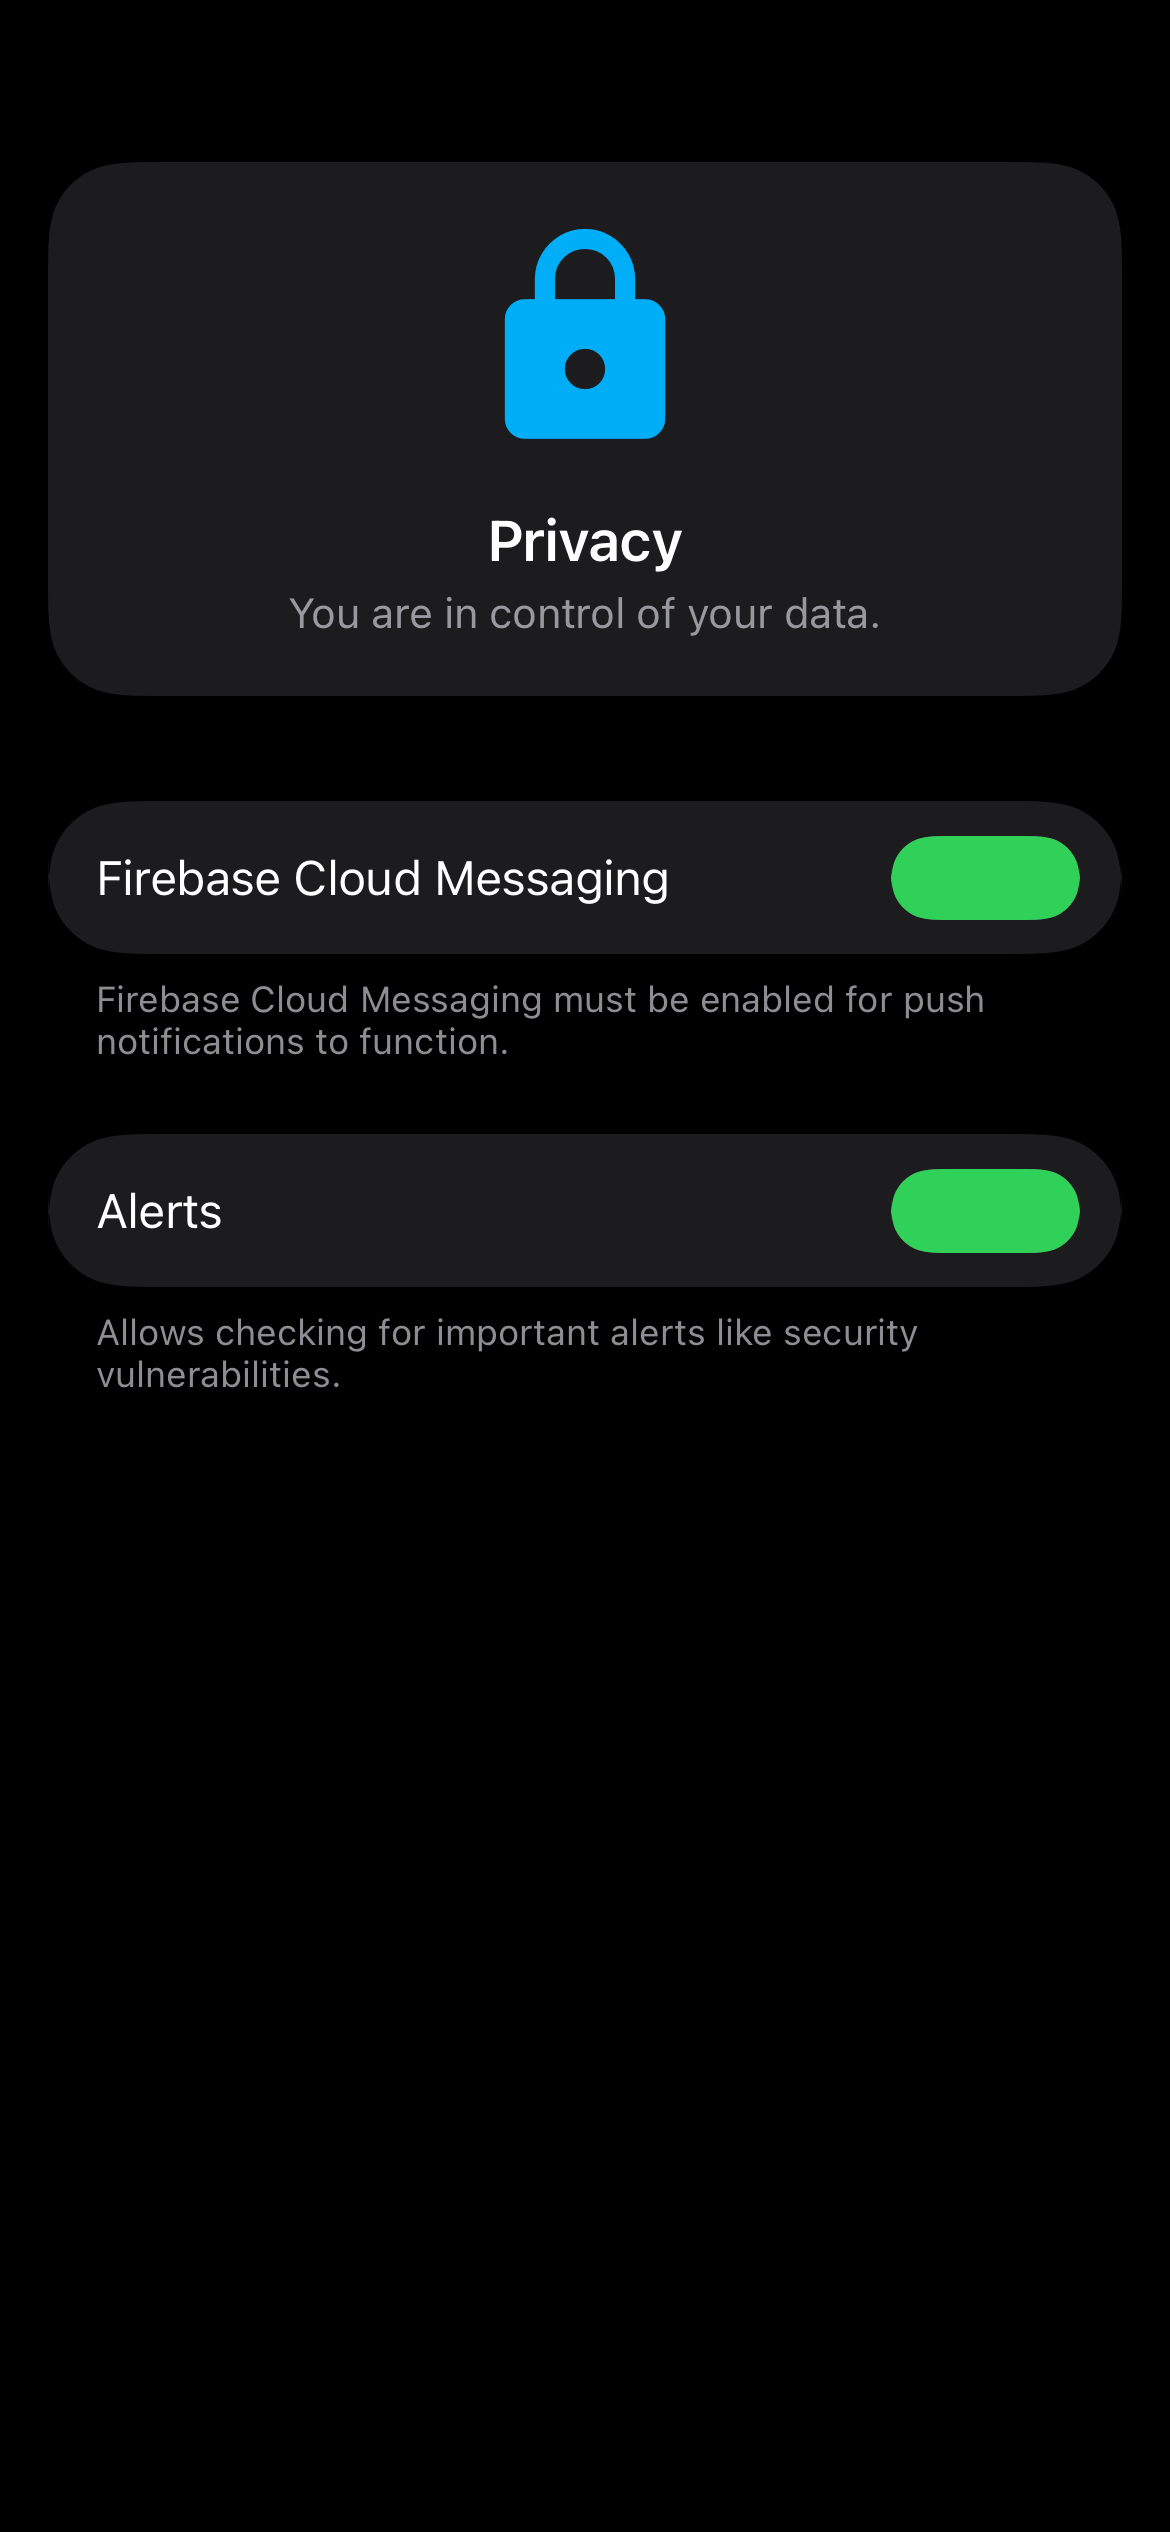 Privacy
You are in control of your data.
Firebase Cloud Messaging
Firebase Cloud Messaging must be enabled for push
notifications to function.
Alerts
Allows checking for important alerts like security
vulnerabilities.